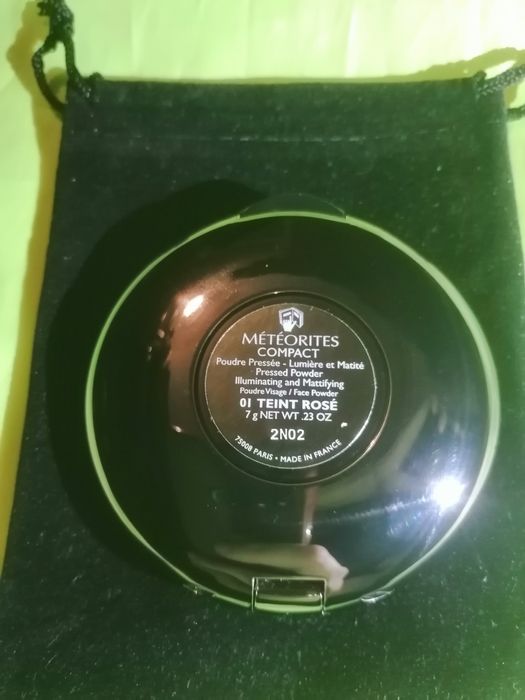 MÉTÉORITES
COMPACT
Poudre Pressée - Lumière et Matité
Pressed Powder
Illuminating and Mattifying
Poudre Visage / Face Powder
01 TEINT ROSÉ
7 g NET WT .23 OZ
2N02
75008 PARIS • MADE IN FRANCE